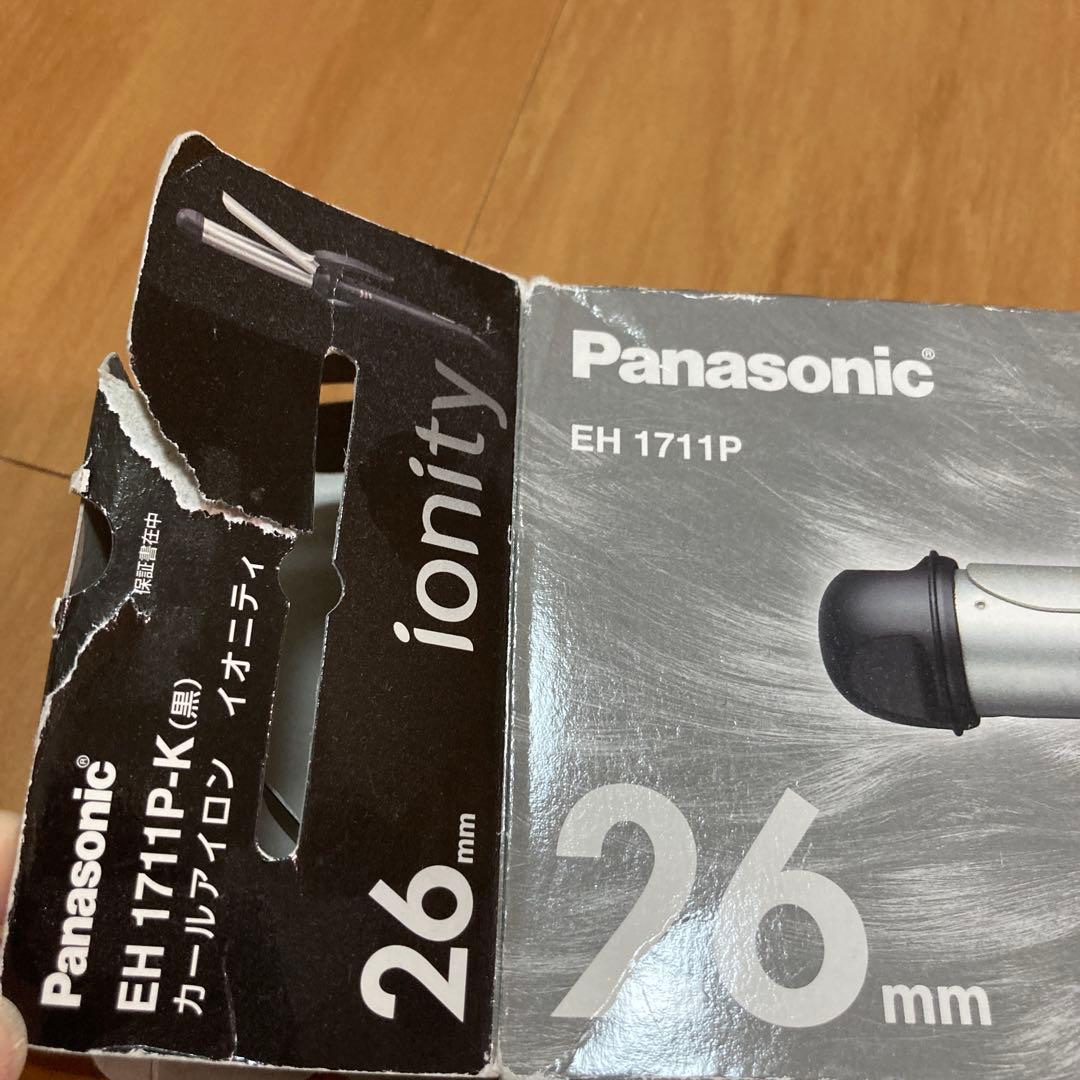 Panasonic®
EH 1711P-K(黒)
カールアイロン イオニティ
保証書在中
26mm
ionity
Panasonic®
EH 1711P
26mm